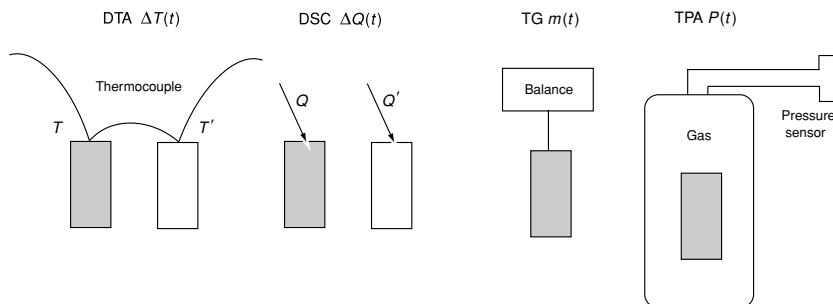 DTA ΔT(t)
DSC ΔQ(t)
TG m(t)
TPA P(t)
Thermocouple
T
T′
Q
Q′
Balance
Gas
Pressure
sensor